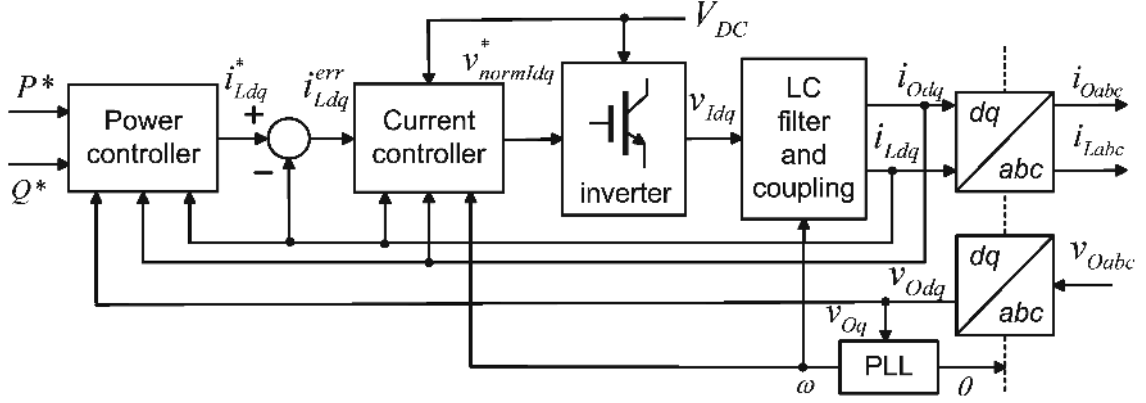 V_DC
P*
Q*
Power
controller
i*_Ldq
+
−
i^err_Ldq
Current
controller
v*_normIdq
inverter
v_Idq
LC
filter
and
coupling
i_Odq
i_Ldq
dq
abc
i_Oabc
i_Labc
dq
abc
v_Oabc
v_Odq
v_Oq
PLL
ω
θ